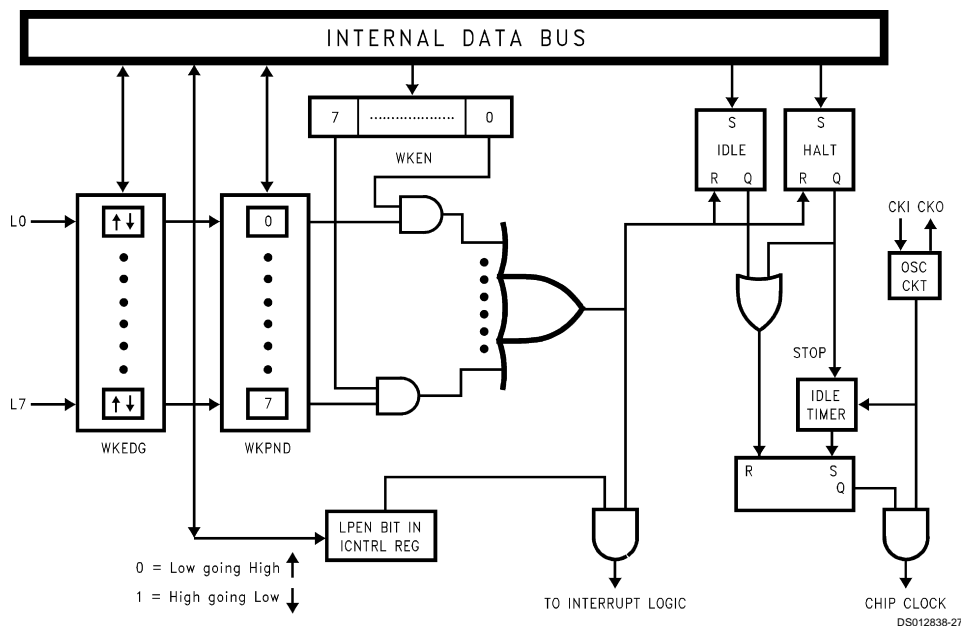 INTERNAL DATA BUS
7 .................... 0
WKEN
S
IDLE
R Q
S
HALT
R Q
CKI CKO
OSC
CKT
L0
↑↓
0
L7
↑↓
7
WKEDG
WKPND
STOP
IDLE
TIMER
R S
Q
LPEN BIT IN
ICNTRL REG
0 = Low going High ↑
1 = High going Low ↓
TO INTERRUPT LOGIC
CHIP CLOCK
DS012838-27